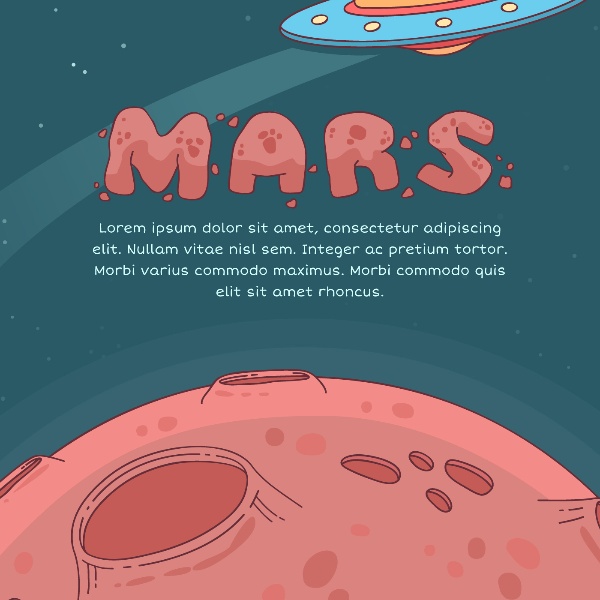 MARS
Lorem ipsum dolor sit amet, consectetur adipiscing
elit. Nullam vitae nisl sem. Integer ac pretium tortor.
Morbi varius commodo maximus. Morbi commodo quis
elit sit amet rhoncus.